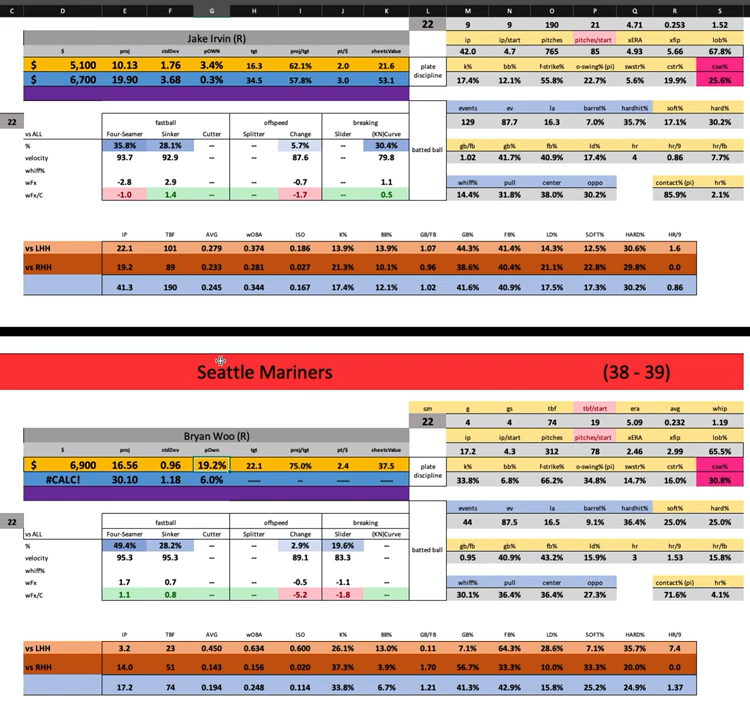 C D E F G H I J K L M N O P Q R S
22 9 9 190 21 4.71 0.253 1.52
Jake Irvin (R) ip ip/start pitches pitches/start xERA xfip lob%
$ proj stdDev pOWN tgt proj/tgt pt/$ sheetsValue 42.0 4.7 765 85 4.93 5.66 67.8%
$ 5,100 10.13 1.76 3.4% 16.3 62.1% 2.0 21.6 plate discipline k% bb% f-strike% o-swing% (pi) swstr% cstr% csw%
$ 6,700 19.90 3.68 0.3% 34.5 57.8% 3.0 53.1 17.4% 12.1% 55.8% 22.7% 5.6% 19.9% 25.6%
events ev la barrel% hardhit% soft% hard%
22 fastball offspeed breaking 129 87.7 16.3 7.0% 35.7% 17.1% 30.2%
vs ALL Four-Seamer Sinker Cutter Splitter Change Slider (KN)Curve
% 35.8% 28.1% -- -- 5.7% -- 30.4% batted ball gb/fb gb% fb% ld% hr hr/9 hr/fb
velocity 93.7 92.9 -- -- 87.6 -- 79.8 1.02 41.7% 40.9% 17.4% 4 0.86 7.7%
whiff%
wFx -2.8 2.9 -- -- -0.7 -- 1.1 whiff% pull center oppo contact% (pi) hr%
wFx/C -1.0 1.4 -- -- -1.7 -- 0.5 14.4% 31.8% 38.0% 30.2% 85.9% 2.1%
IP TBF AVG wOBA ISO K% BB% GB/FB GB% FB% LD% SOFT% HARD% HR/9
vs LHH 22.1 101 0.279 0.374 0.186 13.9% 13.9% 1.07 44.3% 41.4% 14.3% 12.5% 30.6% 1.6
vs RHH 19.2 89 0.233 0.281 0.027 21.3% 10.1% 0.96 38.6% 40.4% 21.1% 22.8% 29.8% 0.0
41.3 190 0.245 0.344 0.167 17.4% 12.1% 1.02 41.6% 40.9% 17.5% 17.3% 30.2% 0.86
Seattle Mariners (38 - 39)
szn g gs tbf tbf/start era avg whip
22 4 4 74 19 5.09 0.232 1.19
Bryan Woo (R) ip ip/start pitches pitches/start xERA xfip lob%
$ proj stdDev pOwn tgt proj/tgt pt/$ sheetsValue 17.2 4.3 312 78 2.46 2.99 65.5%
$ 6,900 16.56 0.96 19.2% 22.1 75.0% 2.4 37.5 plate discipline k% bb% f-strike% o-swing% (pi) swstr% cstr% csw%
#CALC! 30.10 1.18 6.0% ----- -- -- ----- 33.8% 6.8% 66.2% 34.8% 14.7% 16.0% 30.8%
events ev la barrel% hardhit% soft% hard%
22 fastball offspeed breaking 44 87.5 16.5 9.1% 36.4% 25.0% 25.0%
vs ALL Four-Seamer Sinker Cutter Splitter Change Slider (KN)Curve
% 49.4% 28.2% -- -- 2.9% 19.6% -- batted ball gb/fb gb% fb% ld% hr hr/9 hr/fb
velocity 95.3 95.3 -- -- 89.1 83.3 -- 0.95 40.9% 43.2% 15.9% 3 1.53 15.8%
whiff%
wFx 1.7 0.7 -- -- -0.5 -1.1 -- whiff% pull center oppo contact% (pi) hr%
wFx/C 1.1 0.8 -- -- -5.2 -1.8 -- 30.1% 36.4% 36.4% 27.3% 71.6% 4.1%
IP TBF AVG wOBA ISO K% BB% GB/FB GB% FB% LD% SOFT% HARD% HR/9
vs LHH 3.2 23 0.450 0.634 0.600 26.1% 13.0% 0.11 7.1% 64.3% 28.6% 7.1% 35.7% 7.4
vs RHH 14.0 51 0.143 0.156 0.020 37.3% 3.9% 1.70 56.7% 33.3% 10.0% 33.3% 20.0% 0.0
17.2 74 0.194 0.248 0.114 33.8% 6.7% 1.21 41.3% 42.9% 15.8% 25.2% 24.9% 1.37